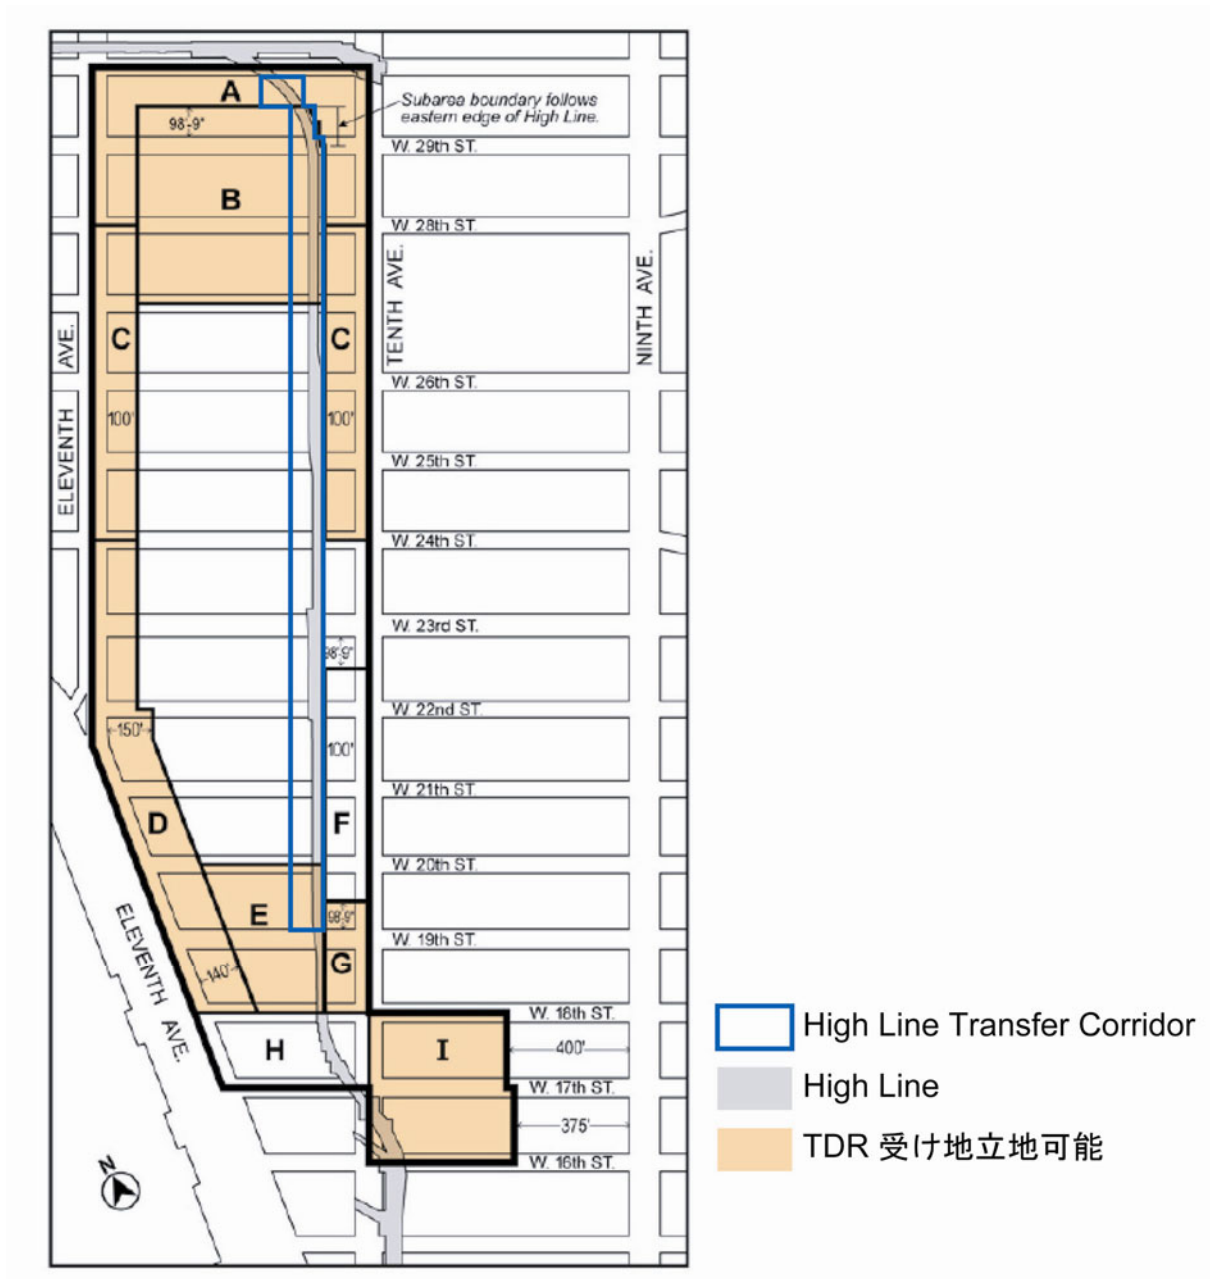 A
Subarea boundary follows
eastern edge of High Line.
98'-9"
W. 29th ST.
B
W. 28th ST.
TENTH AVE.
NINTH AVE.
ELEVENTH AVE.
C
C
W. 26th ST.
100'
100'
W. 25th ST.
W. 24th ST.
W. 23rd ST.
98'-9"
W. 22nd ST.
150'
100'
W. 21th ST.
D
F
W. 20th ST.
E
98'-9"
W. 19th ST.
G
140'
ELEVENTH AVE.
W. 18th ST.
H
I
400'
W. 17th ST.
375'
W. 16th ST.
N
High Line Transfer Corridor
High Line
TDR 受け地立地可能